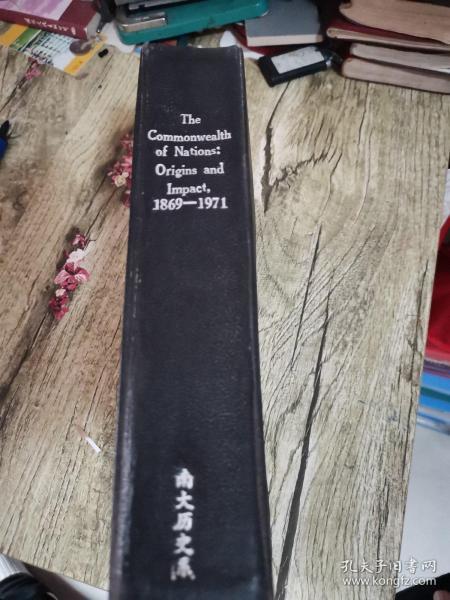 The
Commonwealth
of Nations:
Origins and
Impact,
1869—1971
南大历史系
孔夫子旧书网
www.kongfz.com